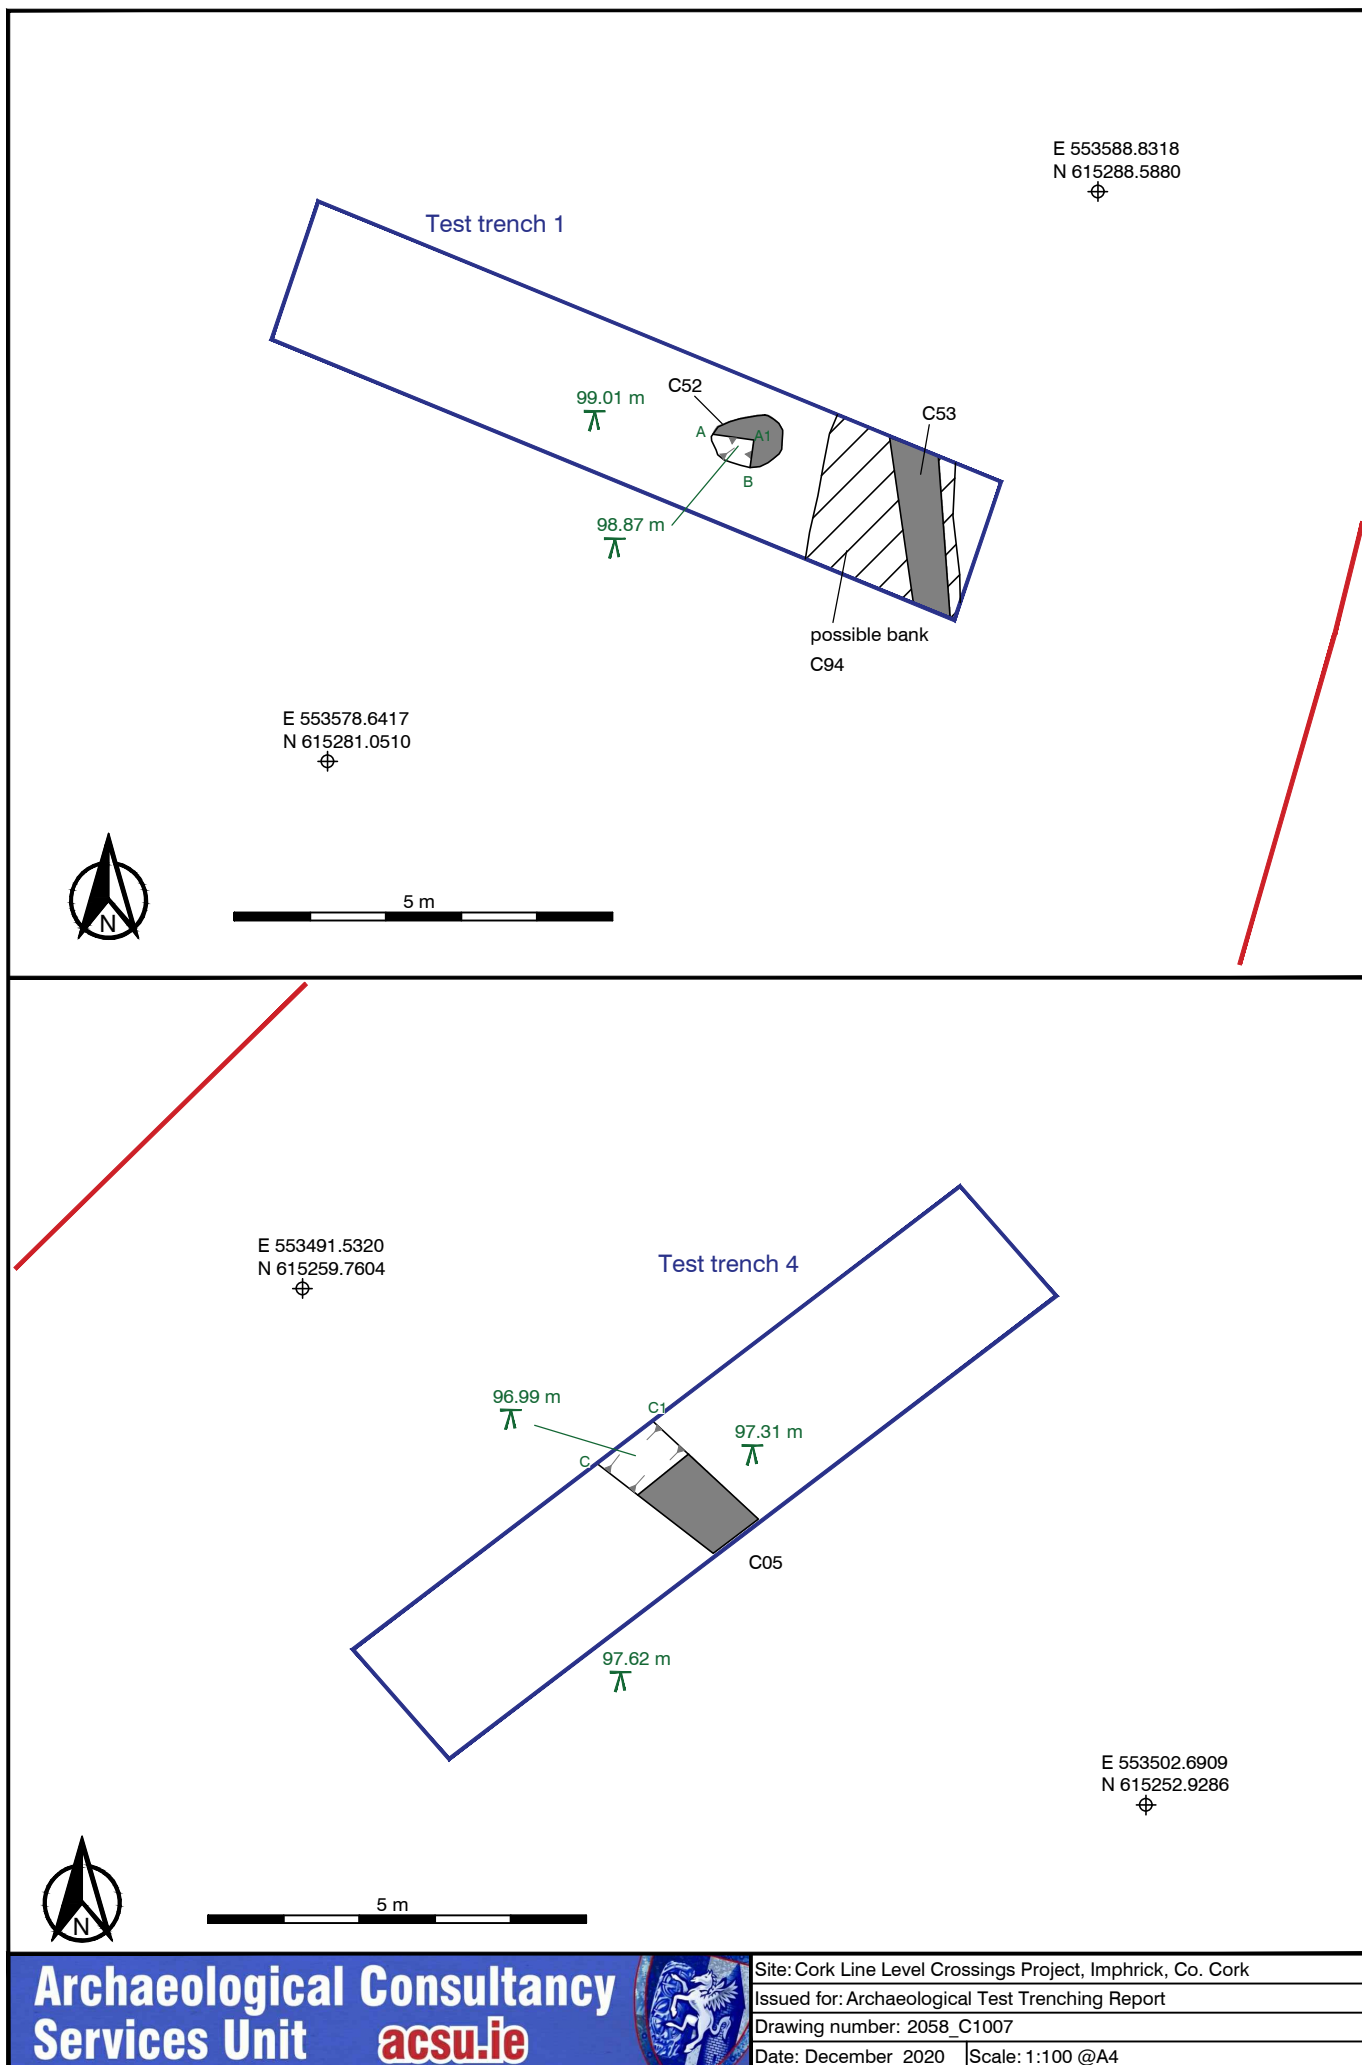 E 553588.8318
N 615288.5880
Test trench 1
C52
99.01 m
A
A1
B
C53
98.87 m
possible bank
C94
E 553578.6417
N 615281.0510
N
5 m
E 553491.5320
N 615259.7604
Test trench 4
96.99 m
C1
97.31 m
C
C05
97.62 m
E 553502.6909
N 615252.9286
N
5 m
Archaeological Consultancy
Services Unit acsu.ie
Site: Cork Line Level Crossings Project, Imphrick, Co. Cork
Issued for: Archaeological Test Trenching Report
Drawing number: 2058_C1007
Date: December 2020 Scale: 1:100 @A4